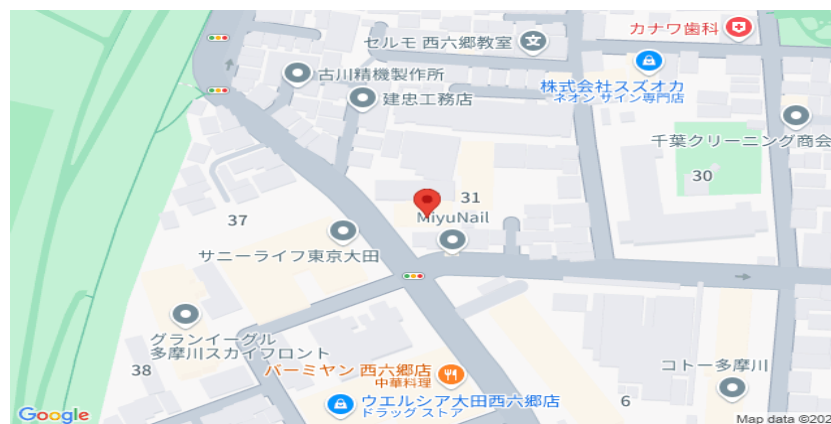 カナワ歯科
セルモ 西六郷教室
古川精機製作所
株式会社スズオカ
ネオン サイン専門店
建忠工務店
千葉クリーニング商会
30
31
MiyuNail
37
サニーライフ東京大田
グランイーグル
多摩川スカイフロント
38
バーミヤン 西六郷店
中華料理
コトー多摩川
ウエルシア大田西六郷店
ドラッグ ストア
6
Google
Map data ©202